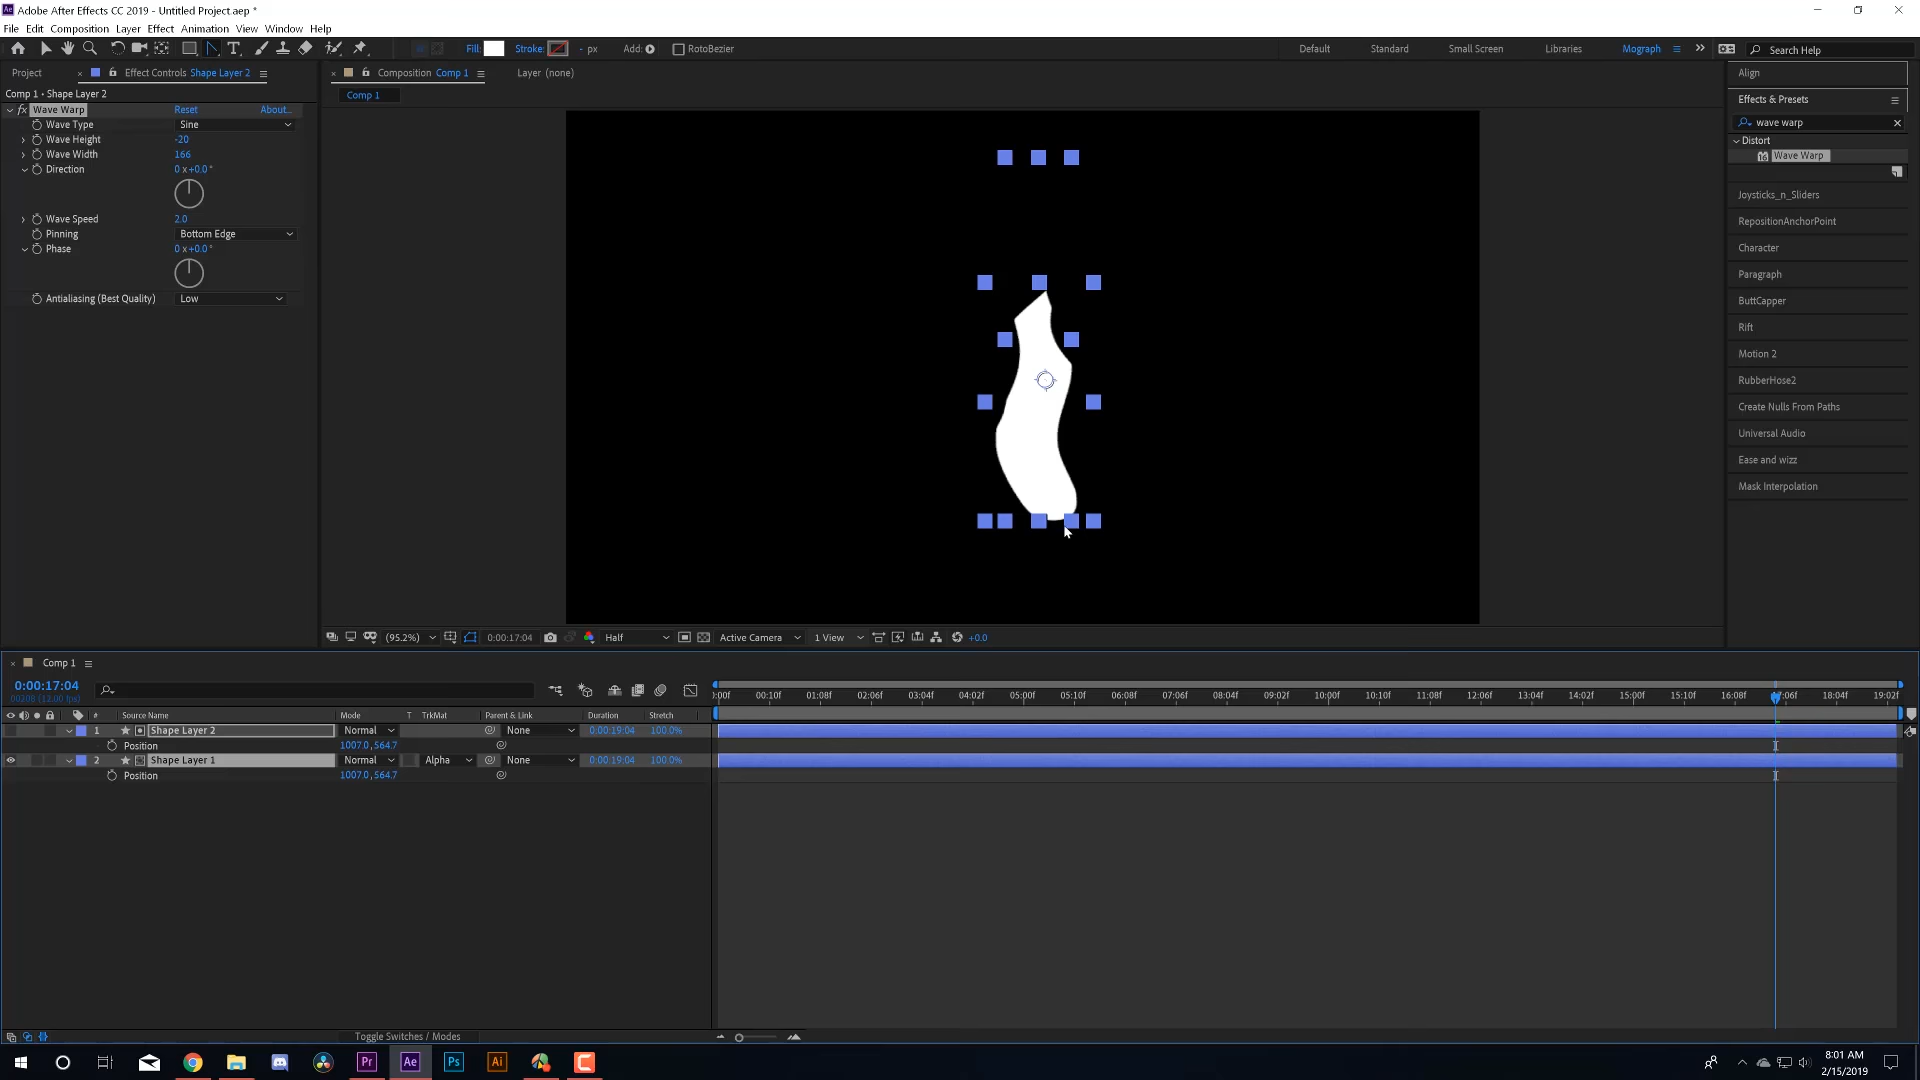 Adobe After Effects CC 2019 - Untitled Project.aep *
File Edit Composition Layer Effect Animation View Window Help
Fill: Stroke: - px Add: RotoBezier Default Standard Small Screen Libraries Mograph Search Help
Project Effect Controls Shape Layer 2
Comp 1 • Shape Layer 2
fx Wave Warp Reset About...
Wave Type Sine
Wave Height -20
Wave Width 166
Direction 0 x+0.0 °
Wave Speed 2.0
Pinning Bottom Edge
Phase 0 x+0.0 °
Antialiasing (Best Quality) Low
Composition Comp 1 Layer (none)
Comp 1
(95.2%) 0:00:17:04 Half Active Camera 1 View +0.0
Align
Effects & Presets
wave warp
Distort
Wave Warp
Joysticks_n_Sliders
RepositionAnchorPoint
Character
Paragraph
ButtCapper
Rift
Motion 2
RubberHose2
Create Nulls From Paths
Universal Audio
Ease and wizz
Mask Interpolation
Comp 1
0:00:17:04
00208 (12.00 fps)
# Source Name Mode T TrkMat Parent & Link Duration Stretch
1 Shape Layer 2 Normal None 0:00:19:04 100.0%
Position 1007.0,564.7
2 Shape Layer 1 Normal Alpha None 0:00:19:04 100.0%
Position 1007.0,564.7
:00f 00:10f 01:08f 02:06f 03:04f 04:02f 05:00f 05:10f 06:08f 07:06f 08:04f 09:02f 10:00f 10:10f 11:08f 12:06f 13:04f 14:02f 15:00f 15:10f 16:08f 17:06f 18:04f 19:02f
Toggle Switches / Modes
Pr Ae Ps Ai
8:01 AM
2/15/2019